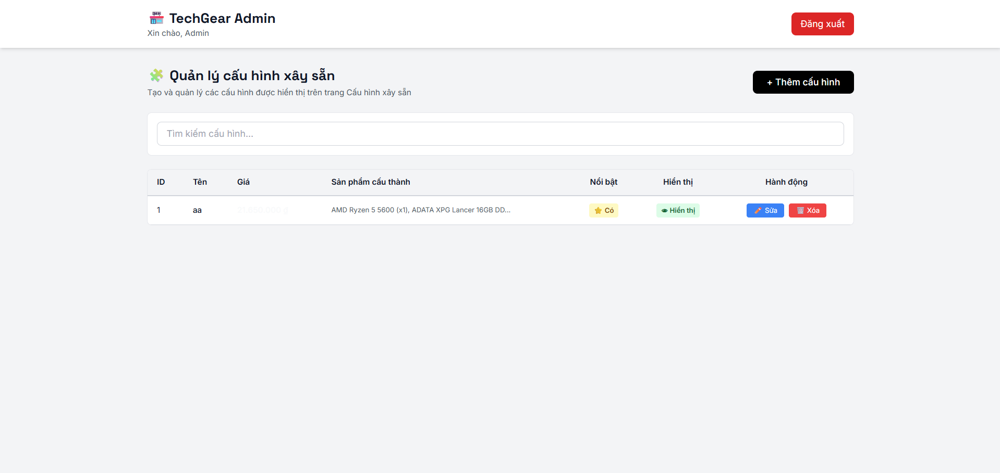 TechGear Admin
Xin chào, Admin
Đăng xuất
Quản lý cấu hình xây sẵn
Tạo và quản lý các cấu hình được hiển thị trên trang Cấu hình xây sẵn
+ Thêm cấu hình
Tìm kiếm cấu hình...
ID Tên Giá Sản phẩm cấu thành Nổi bật Hiển thị Hành động
1 aa 21.850.000 ₫ AMD Ryzen 5 5600 (x1), ADATA XPG Lancer 16GB DD... Có Hiển thị Sửa Xóa